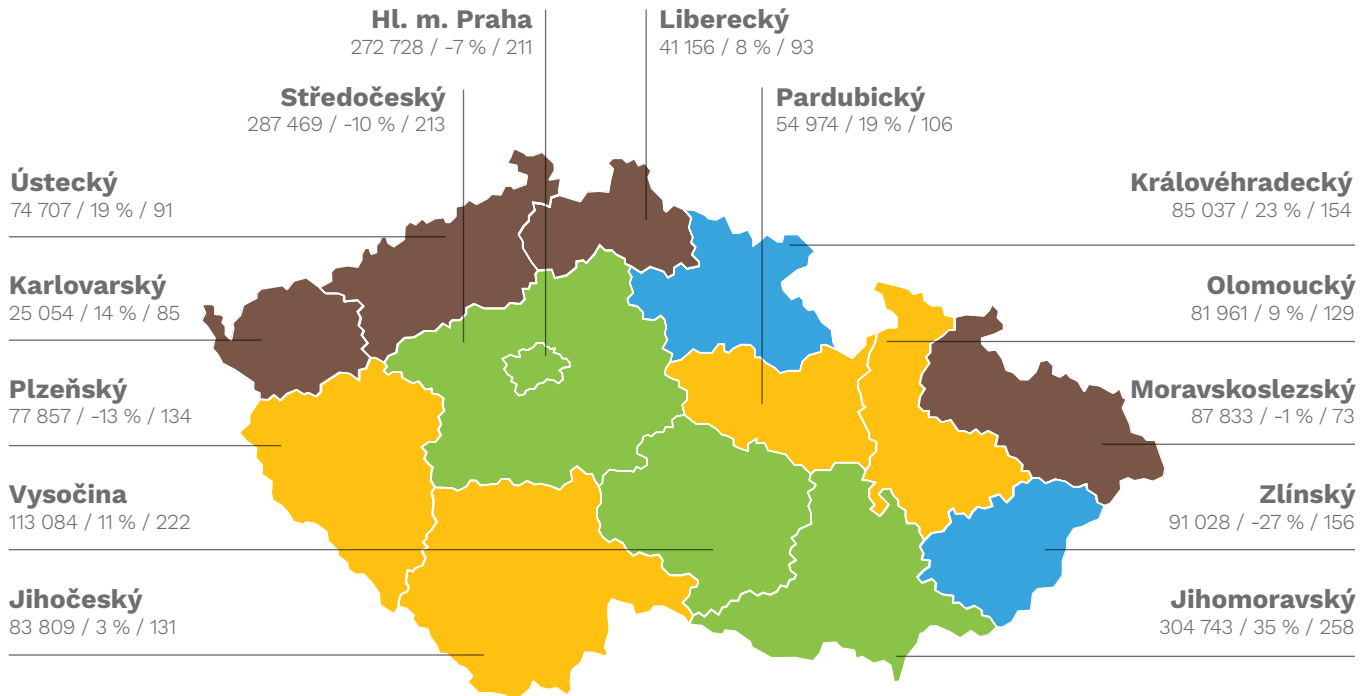 Hl. m. Praha
272 728 / -7 % / 211
Liberecký
41 156 / 8 % / 93
Středočeský
287 469 / -10 % / 213
Pardubický
54 974 / 19 % / 106
Ústecký
74 707 / 19 % / 91
Královéhradecký
85 037 / 23 % / 154
Karlovarský
25 054 / 14 % / 85
Olomoucký
81 961 / 9 % / 129
Plzeňský
77 857 / -13 % / 134
Moravskoslezský
87 833 / -1 % / 73
Vysočina
113 084 / 11 % / 222
Zlínský
91 028 / -27 % / 156
Jihočeský
83 809 / 3 % / 131
Jihomoravský
304 743 / 35 % / 258